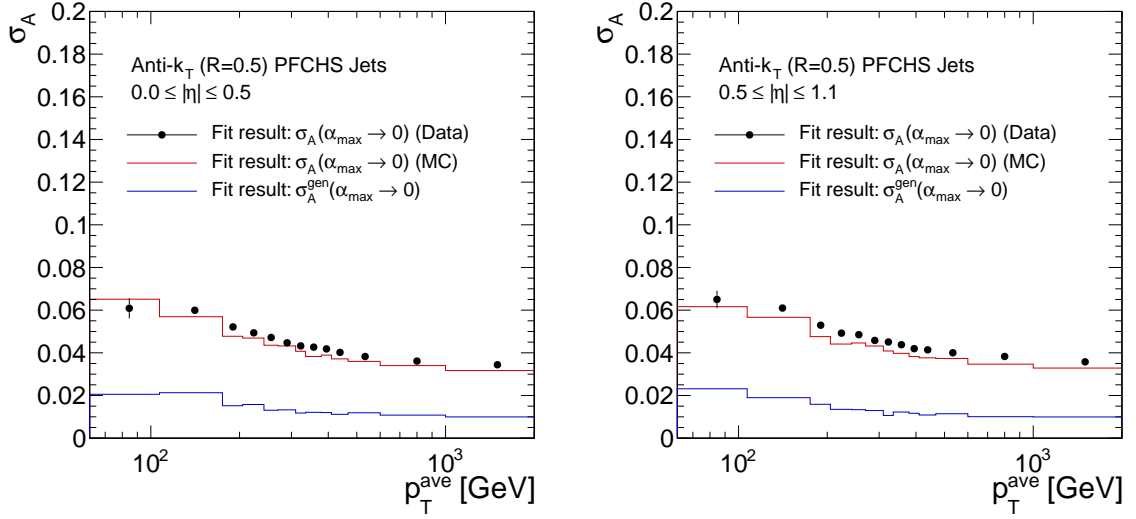 σ_A
0.2
0.18
0.16
0.14
0.12
0.1
0.08
0.06
0.04
0.02
0
Anti-k_T (R=0.5) PFCHS Jets
0.0 ≤ |η| ≤ 0.5
Fit result: σ_A(α_max → 0) (Data)
Fit result: σ_A(α_max → 0) (MC)
Fit result: σ_A^gen(α_max → 0)
10^2
10^3
p_T^ave [GeV]
σ_A
0.2
0.18
0.16
0.14
0.12
0.1
0.08
0.06
0.04
0.02
0
Anti-k_T (R=0.5) PFCHS Jets
0.5 ≤ |η| ≤ 1.1
Fit result: σ_A(α_max → 0) (Data)
Fit result: σ_A(α_max → 0) (MC)
Fit result: σ_A^gen(α_max → 0)
10^2
10^3
p_T^ave [GeV]